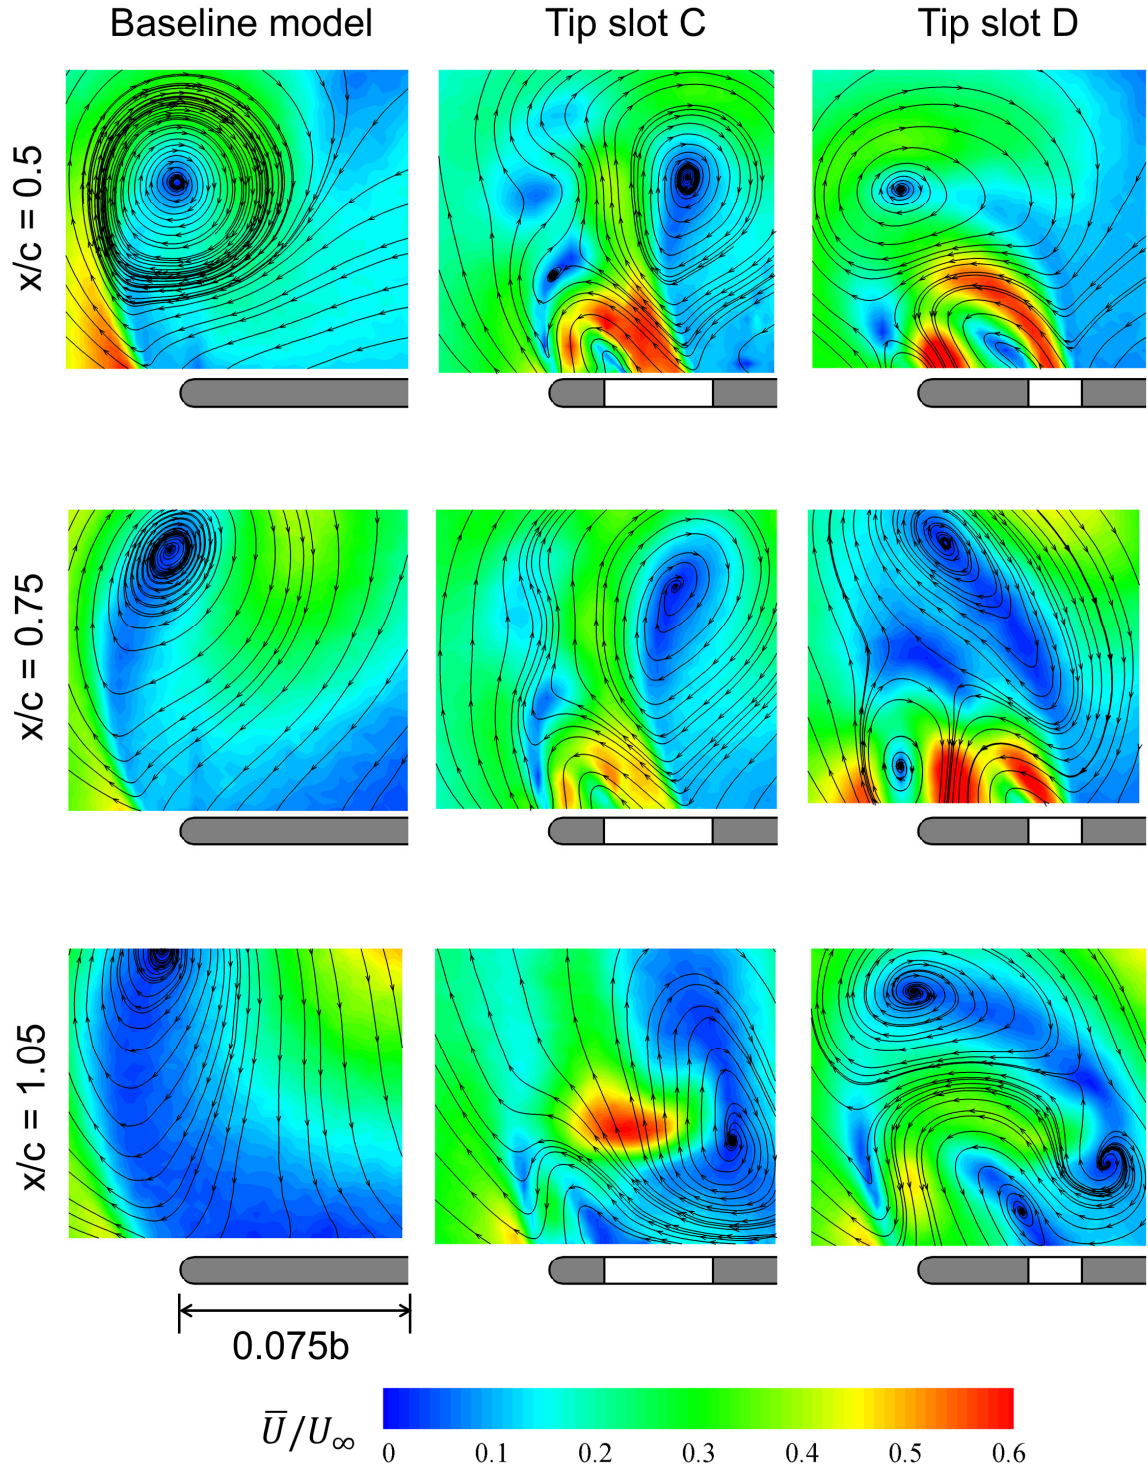 Baseline model Tip slot C Tip slot D
x/c = 0.5
x/c = 0.75
x/c = 1.05
0.075b
U̅/U∞
0 0.1 0.2 0.3 0.4 0.5 0.6